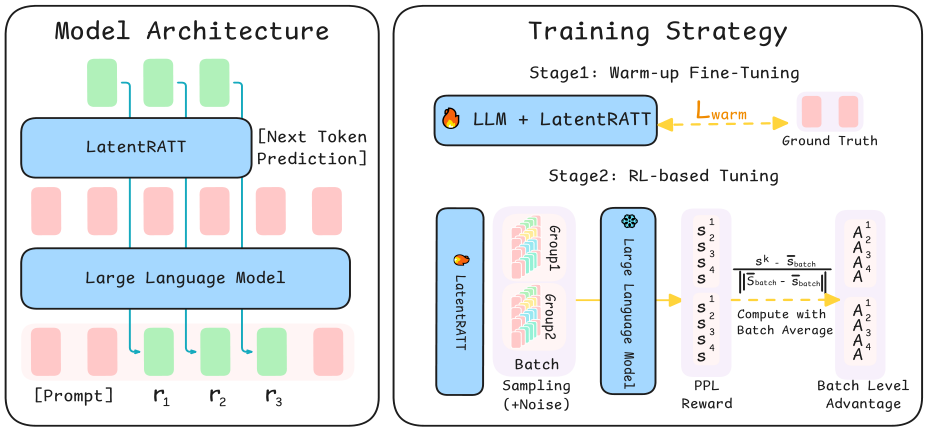 Model Architecture
LatentRATT
[Next Token
Prediction]
Large Language Model
[Prompt]
r1
r2
r3
Training Strategy
Stage1: Warm-up Fine-Tuning
LLM + LatentRATT
Lwarm
Ground Truth
Stage2: RL-based Tuning
LatentRATT
Group1
Group2
Batch
Sampling
(+Noise)
Large Language Model
s1
s2
s3
s4
s1
s2
s3
s4
PPL
Reward
sᵏ - s̅batch
||s̅batch - s̅batch||
Compute with
Batch Average
A1
A2
A3
A4
A1
A2
A3
A4
Batch Level
Advantage